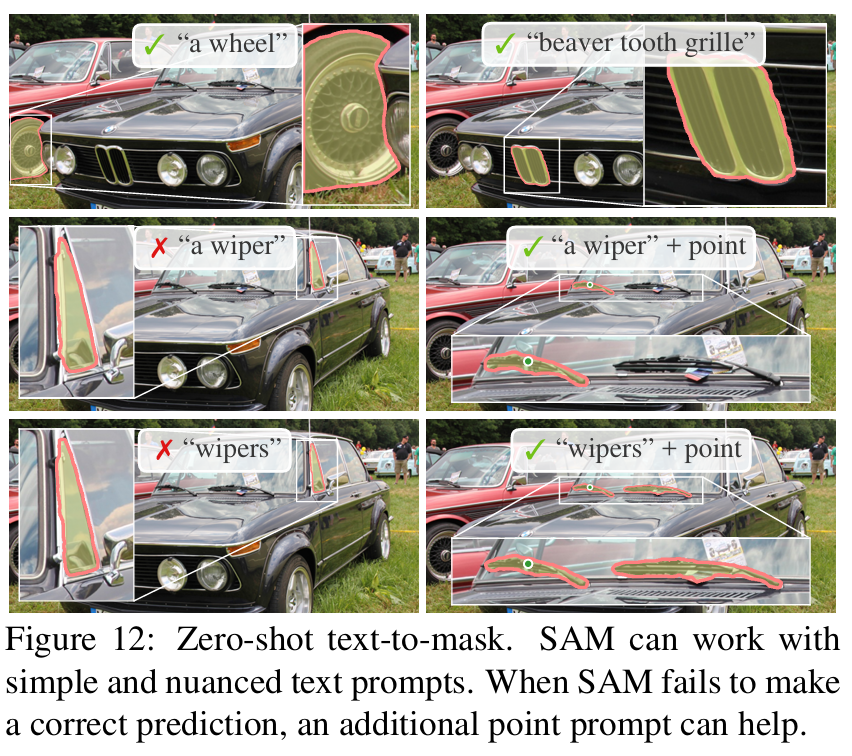 ✓ “a wheel”
✓ “beaver tooth grille”
✗ “a wiper”
✓ “a wiper” + point
✗ “wipers”
✓ “wipers” + point
Figure 12: Zero-shot text-to-mask. SAM can work with
simple and nuanced text prompts. When SAM fails to make
a correct prediction, an additional point prompt can help.